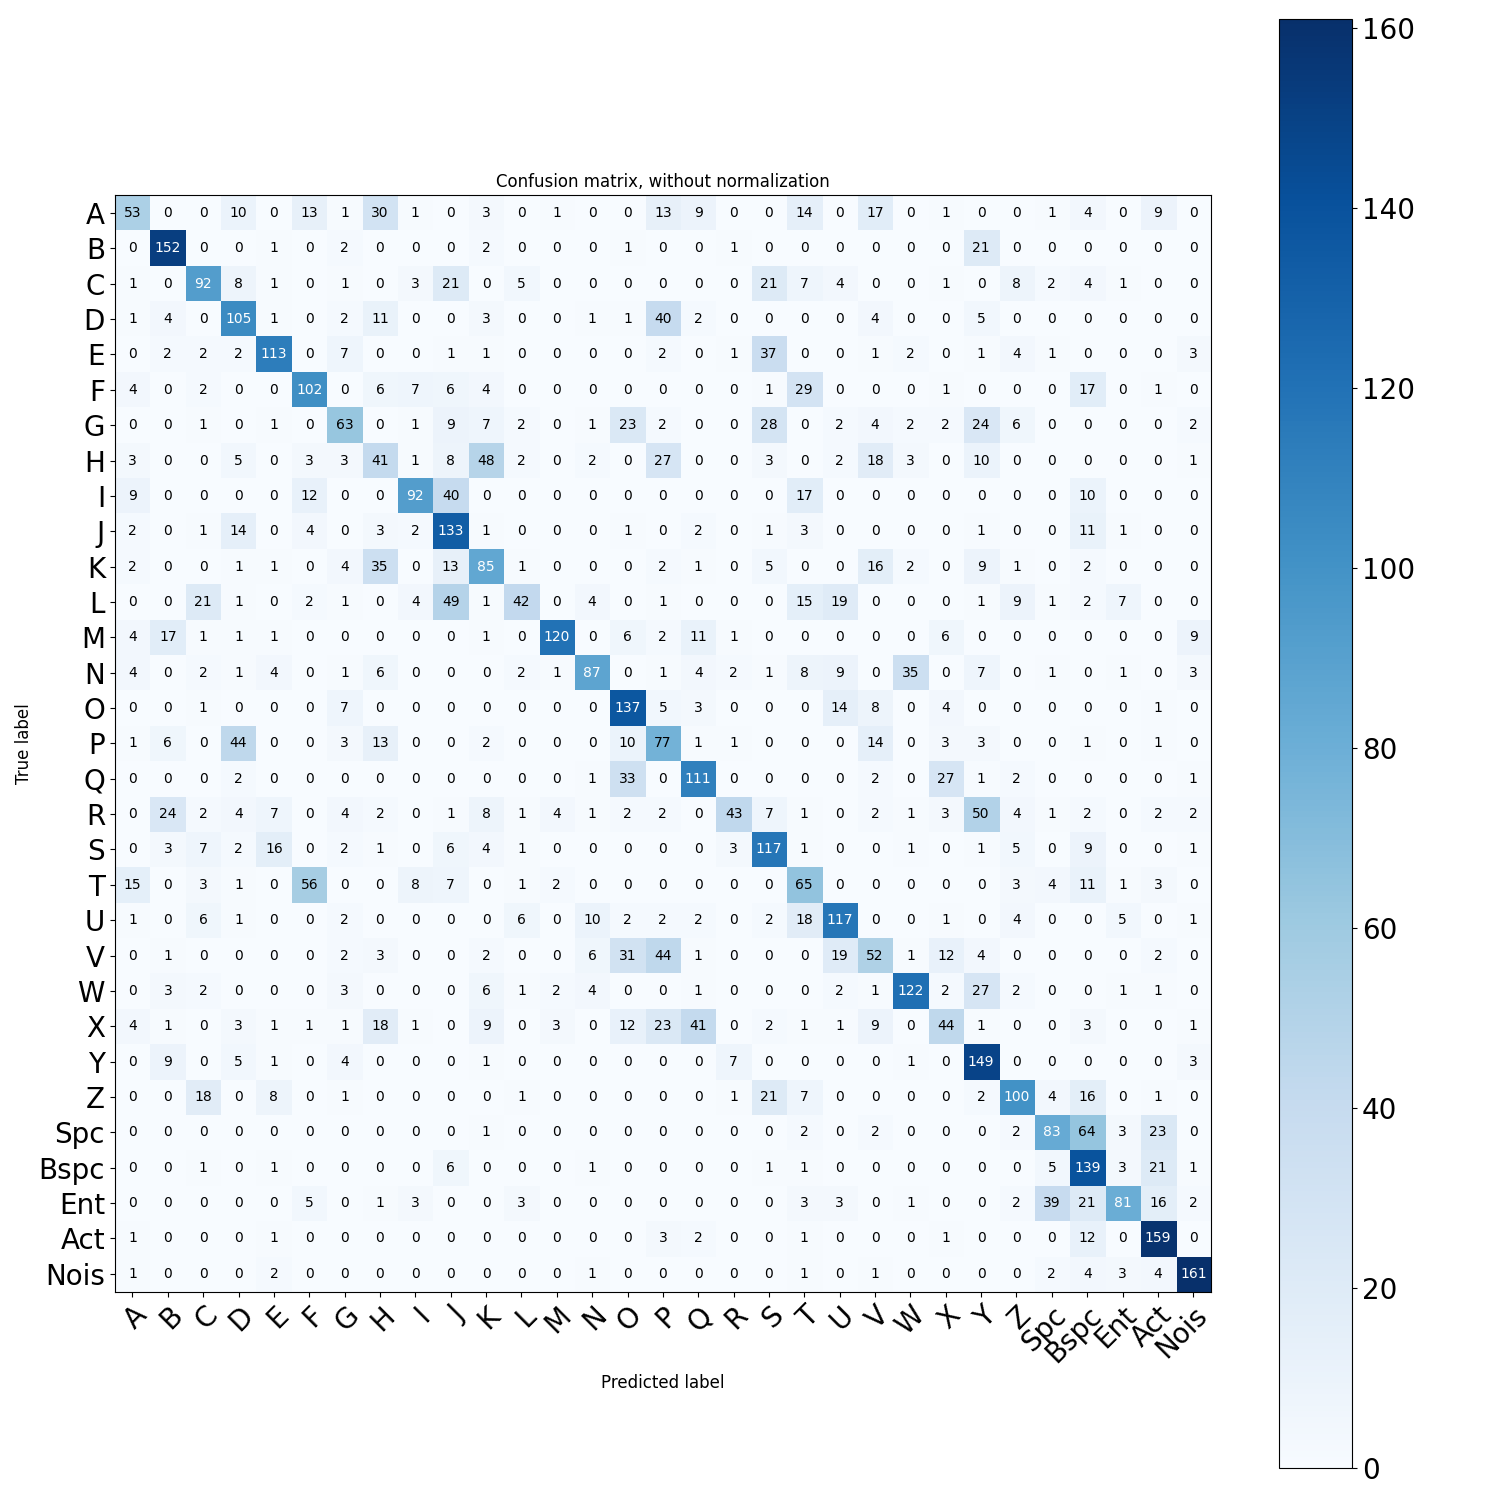 Confusion matrix, without normalization
A 53 0 0 10 0 13 1 30 1 0 3 0 1 0 0 13 9 0 0 14 0 17 0 1 0 0 1 4 0 9 0
B 0 152 0 0 1 0 2 0 0 0 2 0 0 0 1 0 0 1 0 0 0 0 0 0 21 0 0 0 0 0 0
C 1 0 92 8 1 0 1 0 3 21 0 5 0 0 0 0 0 0 21 7 4 0 0 1 0 8 2 4 1 0 0
D 1 4 0 105 1 0 2 11 0 0 3 0 0 1 1 40 2 0 0 0 0 4 0 0 5 0 0 0 0 0 0
E 0 2 2 2 113 0 7 0 0 1 1 0 0 0 0 2 0 1 37 0 0 1 2 0 1 4 1 0 0 0 3
F 4 0 2 0 0 102 0 6 7 6 4 0 0 0 0 0 0 0 1 29 0 0 0 1 0 0 0 17 0 1 0
G 0 0 1 0 1 0 63 0 1 9 7 2 0 1 23 2 0 0 28 0 2 4 2 2 24 6 0 0 0 0 2
H 3 0 0 5 0 3 3 41 1 8 48 2 0 2 0 27 0 0 3 0 2 18 3 0 10 0 0 0 0 0 1
I 9 0 0 0 0 12 0 0 92 40 0 0 0 0 0 0 0 0 0 17 0 0 0 0 0 0 0 10 0 0 0
J 2 0 1 14 0 4 0 3 2 133 1 0 0 0 1 0 2 0 1 3 0 0 0 0 1 0 0 11 1 0 0
K 2 0 0 1 1 0 4 35 0 13 85 1 0 0 0 2 1 0 5 0 0 16 2 0 9 1 0 2 0 0 0
L 0 0 21 1 0 2 1 0 4 49 1 42 0 4 0 1 0 0 0 15 19 0 0 0 1 9 1 2 7 0 0
M 4 17 1 1 1 0 0 0 0 0 1 0 120 0 6 2 11 1 0 0 0 0 0 6 0 0 0 0 0 0 9
N 4 0 2 1 4 0 1 6 0 0 0 2 1 87 0 1 4 2 1 8 9 0 35 0 7 0 1 0 1 0 3
O 0 0 1 0 0 0 7 0 0 0 0 0 0 0 137 5 3 0 0 0 14 8 0 4 0 0 0 0 0 1 0
P 1 6 0 44 0 0 3 13 0 0 2 0 0 0 10 77 1 1 0 0 0 14 0 3 3 0 0 1 0 1 0
Q 0 0 0 2 0 0 0 0 0 0 0 0 0 1 33 0 111 0 0 0 0 2 0 27 1 2 0 0 0 0 1
R 0 24 2 4 7 0 4 2 0 1 8 1 4 1 2 2 0 43 7 1 0 2 1 3 50 4 1 2 0 2 2
S 0 3 7 2 16 0 2 1 0 6 4 1 0 0 0 0 0 3 117 1 0 0 1 0 1 5 0 9 0 0 1
T 15 0 3 1 0 56 0 0 8 7 0 1 2 0 0 0 0 0 0 65 0 0 0 0 0 3 4 11 1 3 0
U 1 0 6 1 0 0 2 0 0 0 0 6 0 10 2 2 2 0 2 18 117 0 0 1 0 4 0 0 5 0 1
V 0 1 0 0 0 0 2 3 0 0 2 0 0 6 31 44 1 0 0 0 19 52 1 12 4 0 0 0 0 2 0
W 0 3 2 0 0 0 3 0 0 0 6 1 2 4 0 0 1 0 0 0 2 1 122 2 27 2 0 0 1 1 0
X 4 1 0 3 1 1 1 18 1 0 9 0 3 0 12 23 41 0 2 1 1 9 0 44 1 0 0 3 0 0 1
Y 0 9 0 5 1 0 4 0 0 0 1 0 0 0 0 0 0 7 0 0 0 0 1 0 149 0 0 0 0 0 3
Z 0 0 18 0 8 0 1 0 0 0 0 1 0 0 0 0 0 1 21 7 0 0 0 0 2 100 4 16 0 1 0
Spc 0 0 0 0 0 0 0 0 0 0 1 0 0 0 0 0 0 0 0 2 0 2 0 0 0 2 83 64 3 23 0
Bspc 0 0 1 0 1 0 0 0 0 6 0 0 0 1 0 0 0 0 1 1 0 0 0 0 0 0 5 139 3 21 1
Ent 0 0 0 0 0 5 0 1 3 0 0 3 0 0 0 0 0 0 0 3 3 0 1 0 0 2 39 21 81 16 2
Act 1 0 0 0 1 0 0 0 0 0 0 0 0 0 0 3 2 0 0 1 0 0 0 1 0 0 0 12 0 159 0
Nois 1 0 0 0 2 0 0 0 0 0 0 0 0 1 0 0 0 0 0 1 0 1 0 0 0 0 2 4 3 4 161
A B C D E F G H I J K L M N O P Q R S T U V W X Y Z Spc Bspc Ent Act Nois
Predicted label
True label
160
140
120
100
80
60
40
20
0